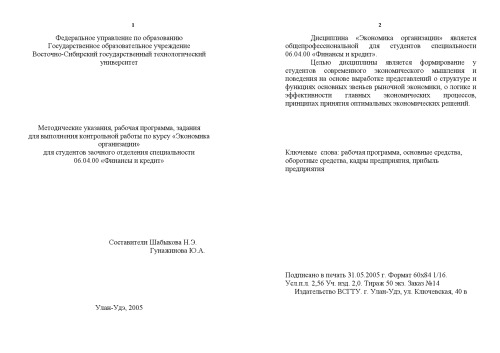 1
Федеральное управление по образованию
Государственное образовательное учреждение
Восточно-Сибирский государственный технологический
университет
Методические указания, рабочая программа, задания
для выполнения контрольной работы по курсу «Экономика
организации»
для студентов заочного отделения специальности
06.04.00 «Финансы и кредит»
Составители Шабыкова Н.Э.
Гунажинова Ю.А.
Улан-Удэ, 2005
2
Дисциплина «Экономика организации» является
общепрофессиональной для студентов специальности
06.04.00 «Финансы и кредит».
Целью дисциплины является формирование у
студентов современного экономического мышления и
поведения на основе выработке представлений о структуре и
функциях основных звеньев рыночной экономики, о логике и
эффективности главных экономических процессов,
принципах принятия оптимальных экономических решений.
Ключевые слова: рабочая программа, основные средства,
оборотные средства, кадры предприятия, прибыль
предприятия
Подписано в печать 31.05.2005 г. Формат 60х84 1/16.
Усл.п.л. 2,56 Уч. изд. 2,0. Тираж 50 экз. Заказ №14
Издательство ВСГТУ. г. Улан-Удэ, ул. Ключевская, 40 в